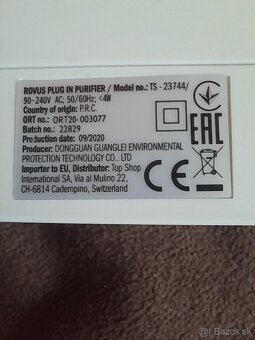 ROVUS PLUG IN PURIFIER / Model no.: TS - 23744/
90-240V AC; 50/60Hz; <4W
Country of origin: P.R.C.
ORT no.: ORT20-003077
Batch no.: 22829
Production date: 09/2020
Producer: DONGGUAN GUANGLEI ENVIRONMENTAL
PROTECTION TECHNOLOGY CO., LTD
Importer to EU, Distributor: Top Shop
International SA, Via al Mulino 22,
CH-6814 Cadempino, Switzerland
EAC
CE
© Bazos.sk